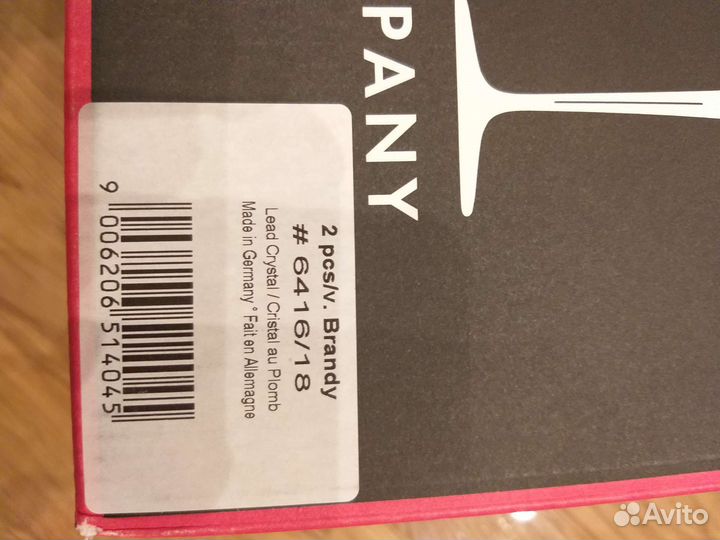 PANY
2 pcs/v. Brandy
# 6416/18
Lead Crystal / Cristal au Plomb
Made in Germany ° Fait en Allemagne
9 006206 514045
Avito